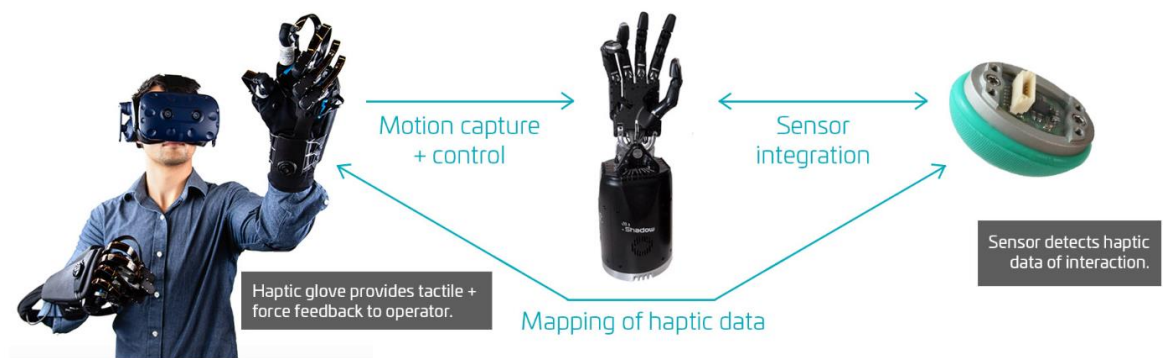 Motion capture
+ control
Sensor
integration
Shadow
Sensor detects haptic
data of interaction.
Haptic glove provides tactile +
force feedback to operator.
Mapping of haptic data